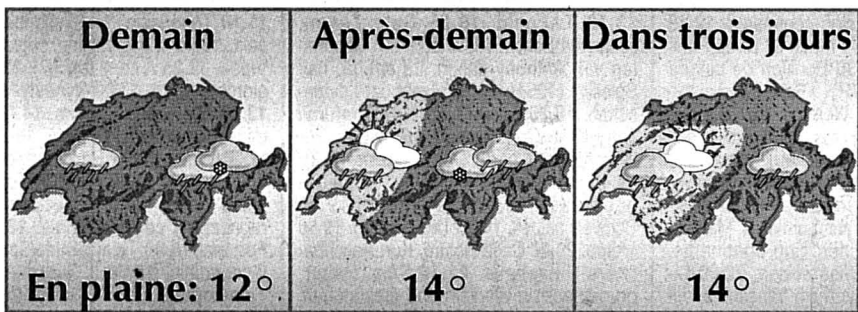 Demain
En plaine: 12°
Après-demain
14°
Dans trois jours
14°